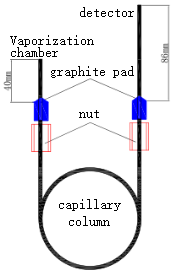 detector
Vaporization
chamber
graphite pad
40mm
86mm
nut
capillary
column